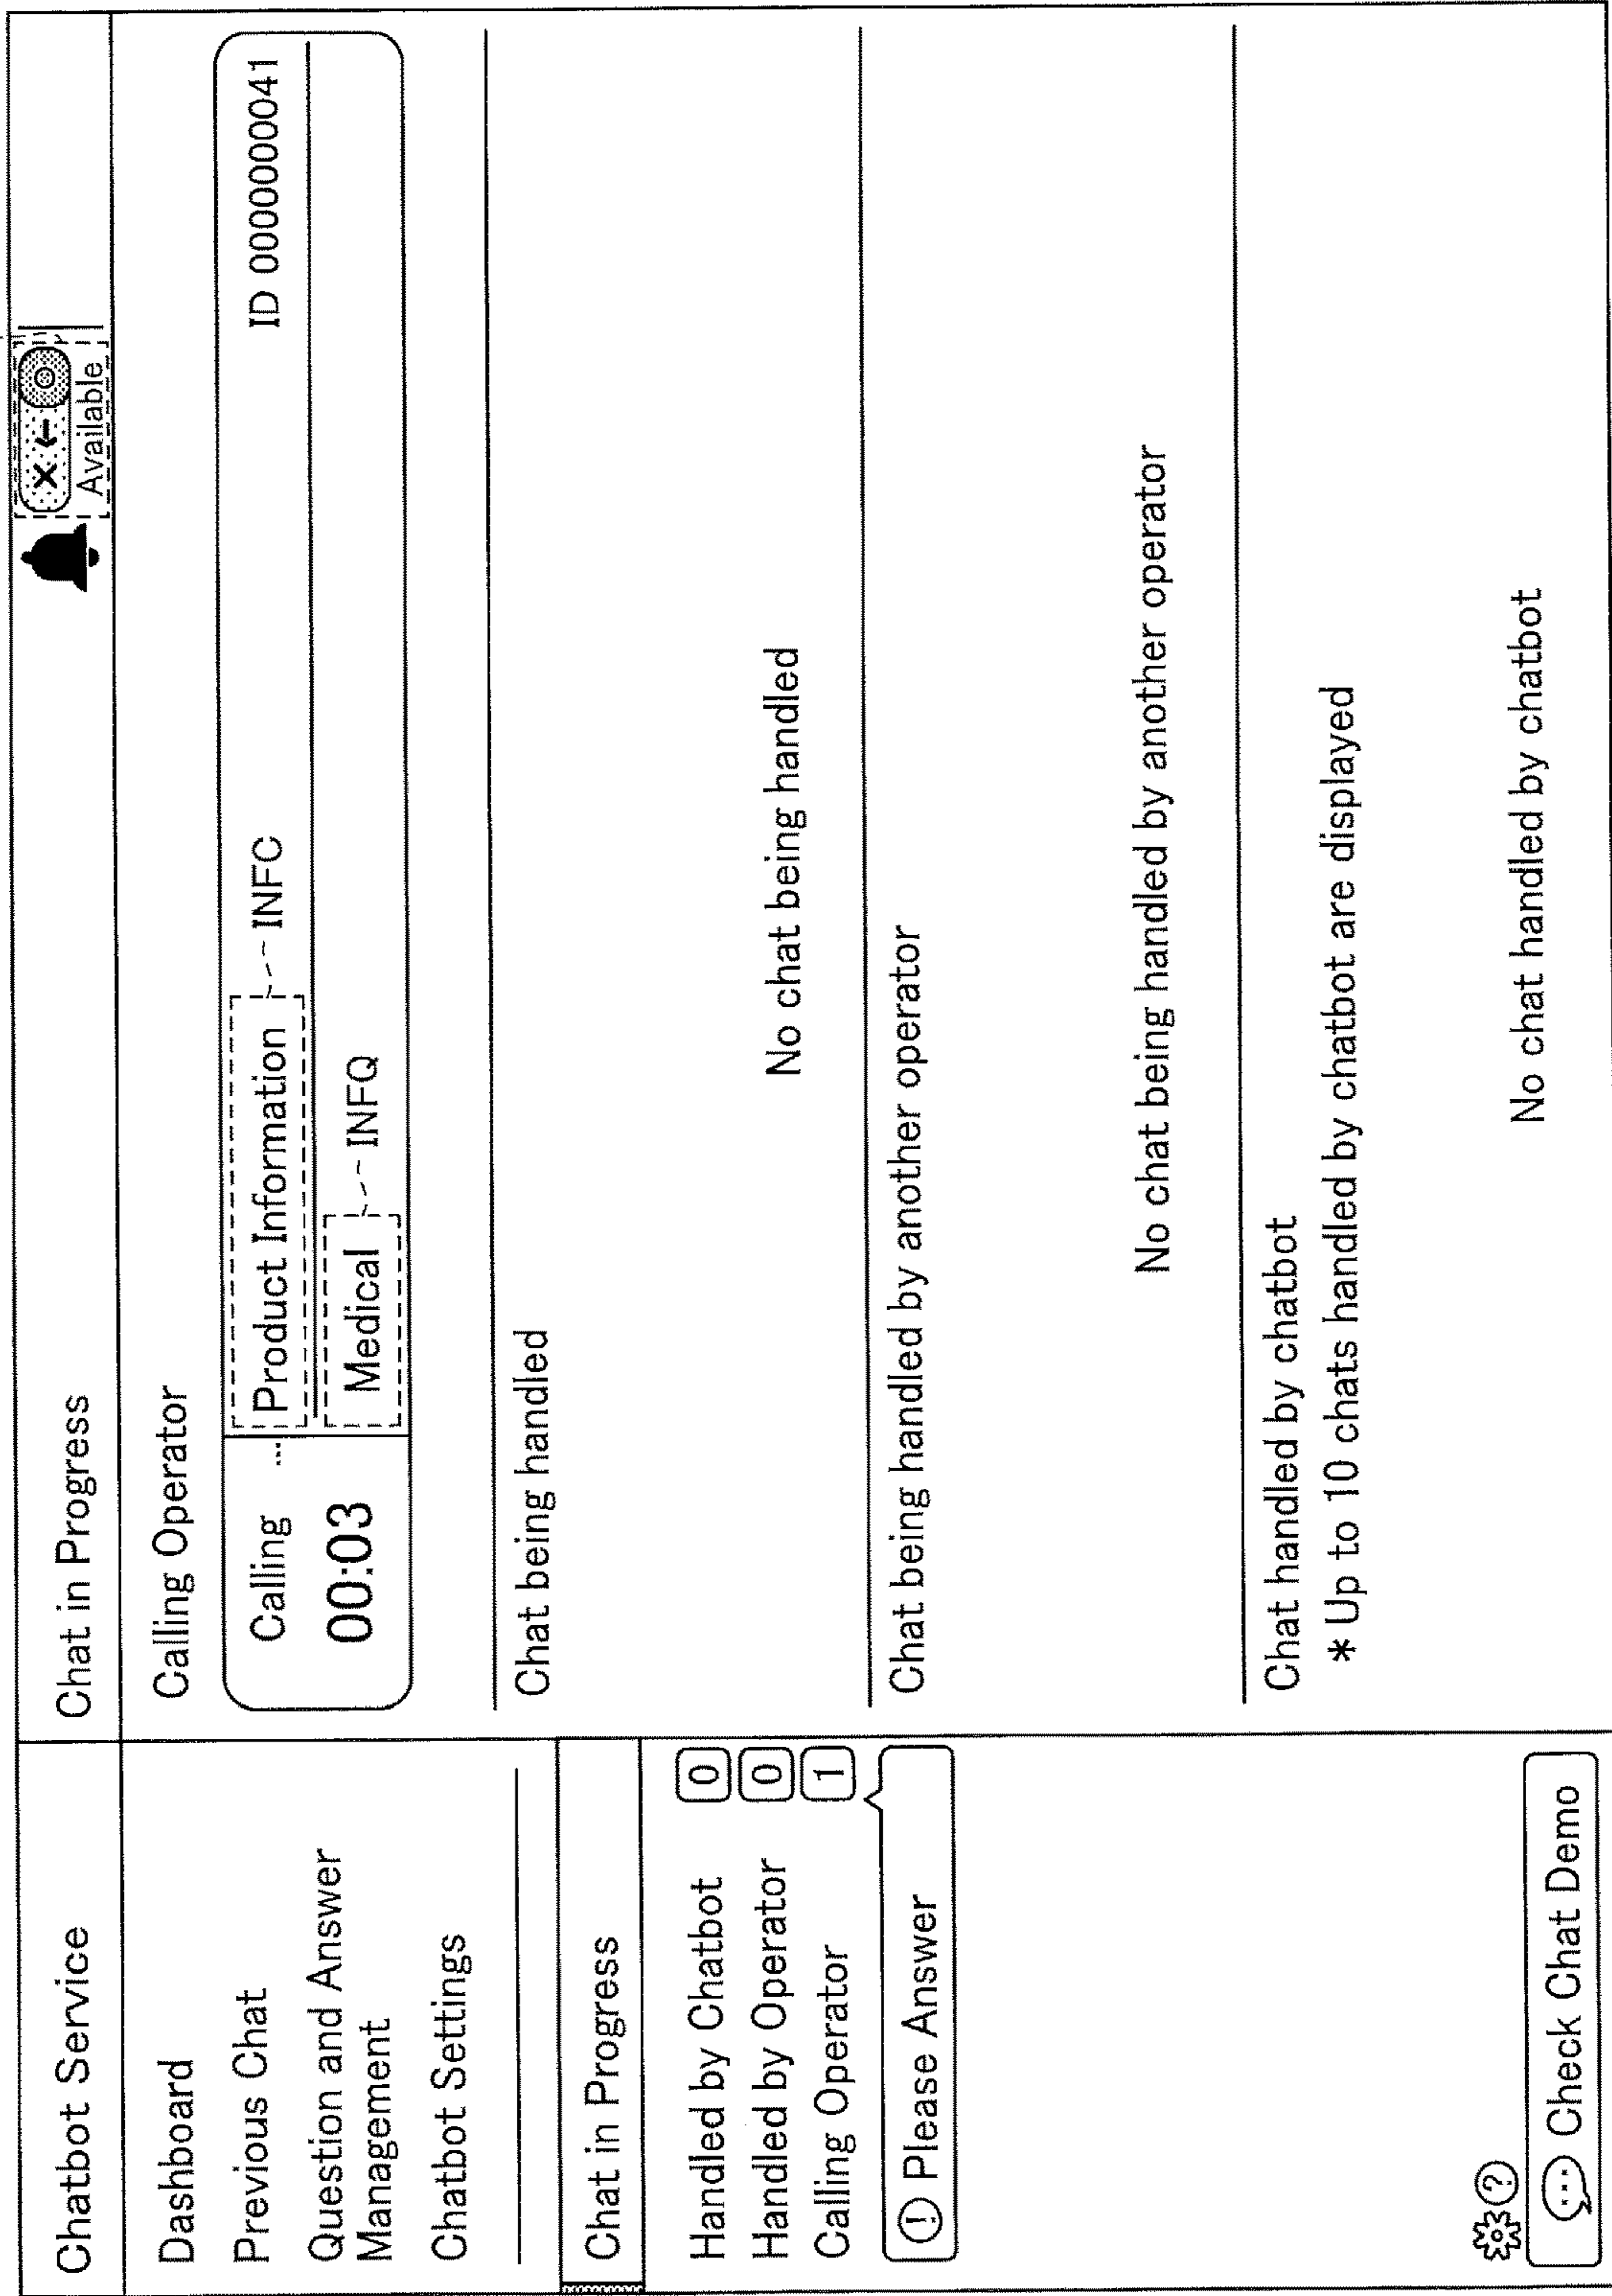 Chatbot Service
Dashboard
Previous Chat
Question and Answer
Management
Chatbot Settings
Chat in Progress
Handled by Chatbot 0
Handled by Operator 0
Calling Operator 1
! Please Answer
? 
Check Chat Demo
Chat in Progress
Available
Calling Operator
Calling ...
00:03
Product Information INFC ID 000000041
Medical INFQ
Chat being handled
No chat being handled
Chat being handled by another operator
No chat being handled by another operator
Chat handled by chatbot
* Up to 10 chats handled by chatbot are displayed
No chat handled by chatbot